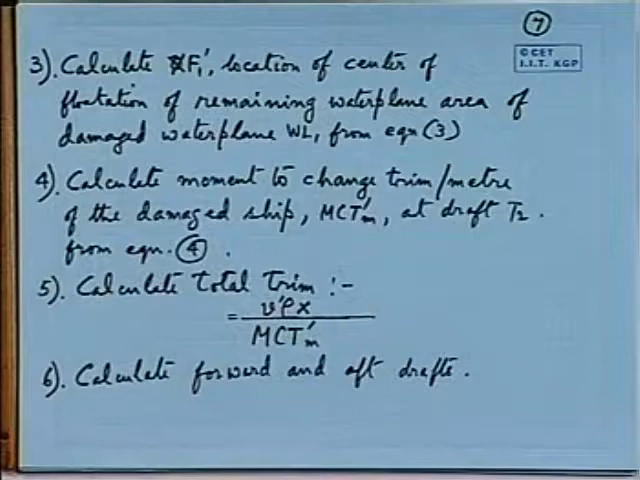 7
© CET
I.I.T. KGP
3). Calculate F₁', location of center of
floatation of remaining waterplane area of
damaged waterplane WL, from eqn (3)
4). Calculate moment to change trim/metre
of the damaged ship, MCT'm, at draft T₂.
from eqn. 4.
5). Calculate total trim :-
= v'ρx / MCT'm
6). Calculate forward and aft drafts.